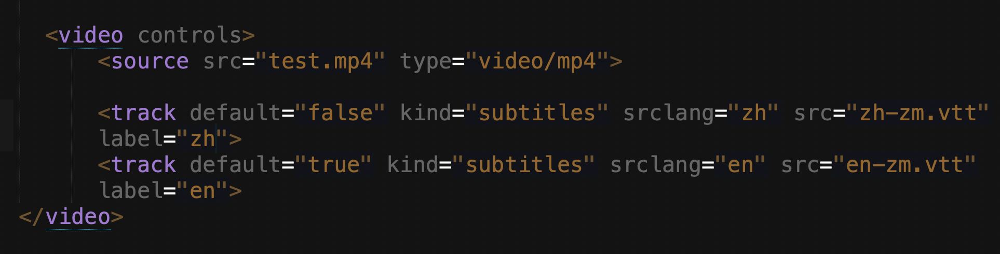 <video controls>
<source src="test.mp4" type="video/mp4">
<track default="false" kind="subtitles" srclang="zh" src="zh-zm.vtt"
label="zh">
<track default="true" kind="subtitles" srclang="en" src="en-zm.vtt"
label="en">
</video>